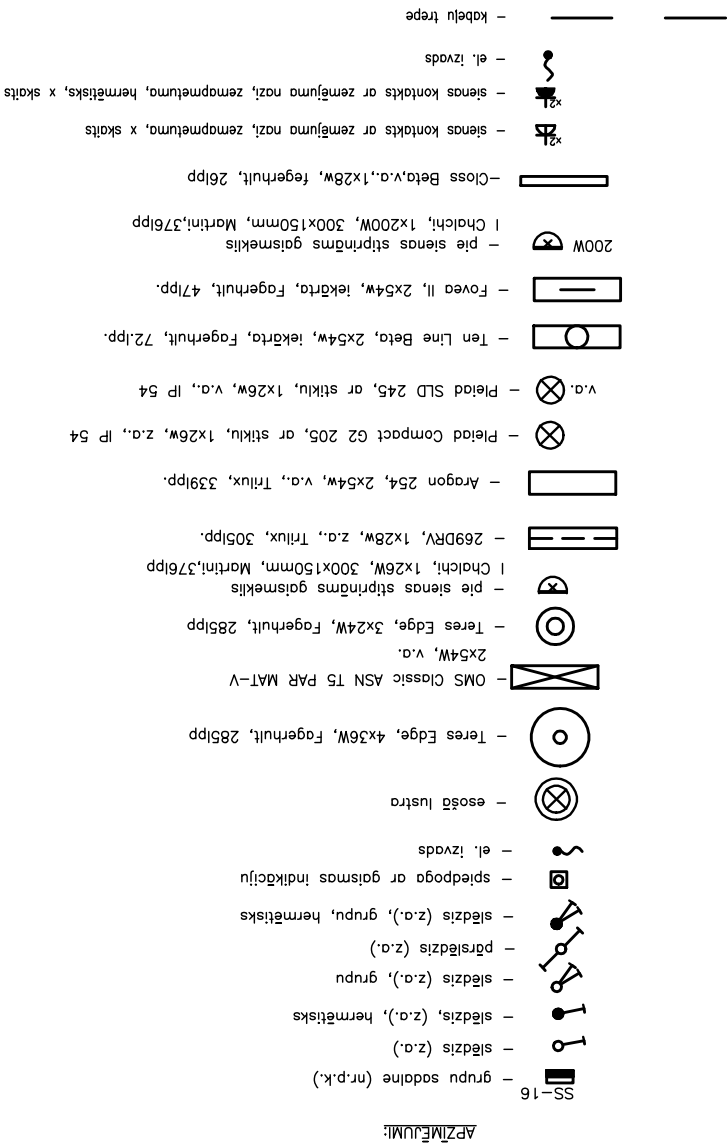 APZĪMĒJUMI:
SS-16
– grupu sadalne (nr.p.k.)
– slēdzis (z.a.)
– slēdzis, (z.a.), hermētisks
– slēdzis (z.a.), grupu
– pārslēdzis (z.a.)
– slēdzis (z.a.), grupu, hermētisks
– spiedpoga ar gaismas indikāciju
– el. izvads
– esošā lustra
– Teres Edge, 4x36W, Fagerhult, 285lpp
– OMS Classic ASN T5 PAR MAT-V
2x54W, v.a.
– Teres Edge, 3x24W, Fagerhult, 285lpp
– pie sienas stiprināms gaismeklis
I Chalchi, 1x26W, 300x150mm, Martini,376lpp
– 269DRV, 1x28w, z.a., Trilux, 305lpp.
– Aragon 254, 2x54w, v.a., Trilux, 339lpp.
– Pleiad Compact G2 205, ar stiklu, 1x26w, z.a., IP 54
v.a. – Pleiad SLD 245, ar stiklu, 1x26w, v.a., IP 54
– Ten Line Beta, 2x54w, iekārta, Fagerhult, 72.lpp.
– Fovea II, 2x54w, iekārta, Fagerhult, 47lpp.
200W – pie sienas stiprināms gaismeklis
I Chalchi, 1x200W, 300x150mm, Martini,376lpp
–Closs Beta,v.a.,1x28w, fegerhult, 26lpp
x2 – sienas kontakts ar zemējuma nazi, zemapmetuma, x skaits
x2 – sienas kontakts ar zemējuma nazi, zemapmetuma, hermētisks, x skaits
– el. izvads
– kabeļu trepe